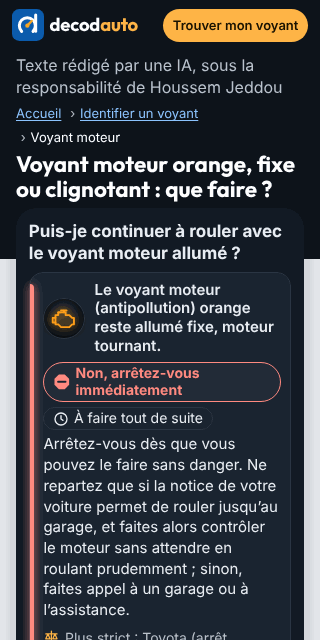 decodauto
Trouver mon voyant
Texte rédigé par une IA, sous la
responsabilité de Houssem Jeddou
Accueil › Identifier un voyant
› Voyant moteur
Voyant moteur orange, fixe
ou clignotant : que faire ?
Puis-je continuer à rouler avec
le voyant moteur allumé ?
Le voyant moteur
(antipollution) orange
reste allumé fixe, moteur
tournant.
Non, arrêtez-vous
immédiatement
À faire tout de suite
Arrêtez-vous dès que vous
pouvez le faire sans danger. Ne
repartez que si la notice de votre
voiture permet de rouler jusqu’au
garage, et faites alors contrôler
le moteur sans attendre en
roulant prudemment ; sinon,
faites appel à un garage ou à
l’assistance.
Plus strict : Toyota (arrêt